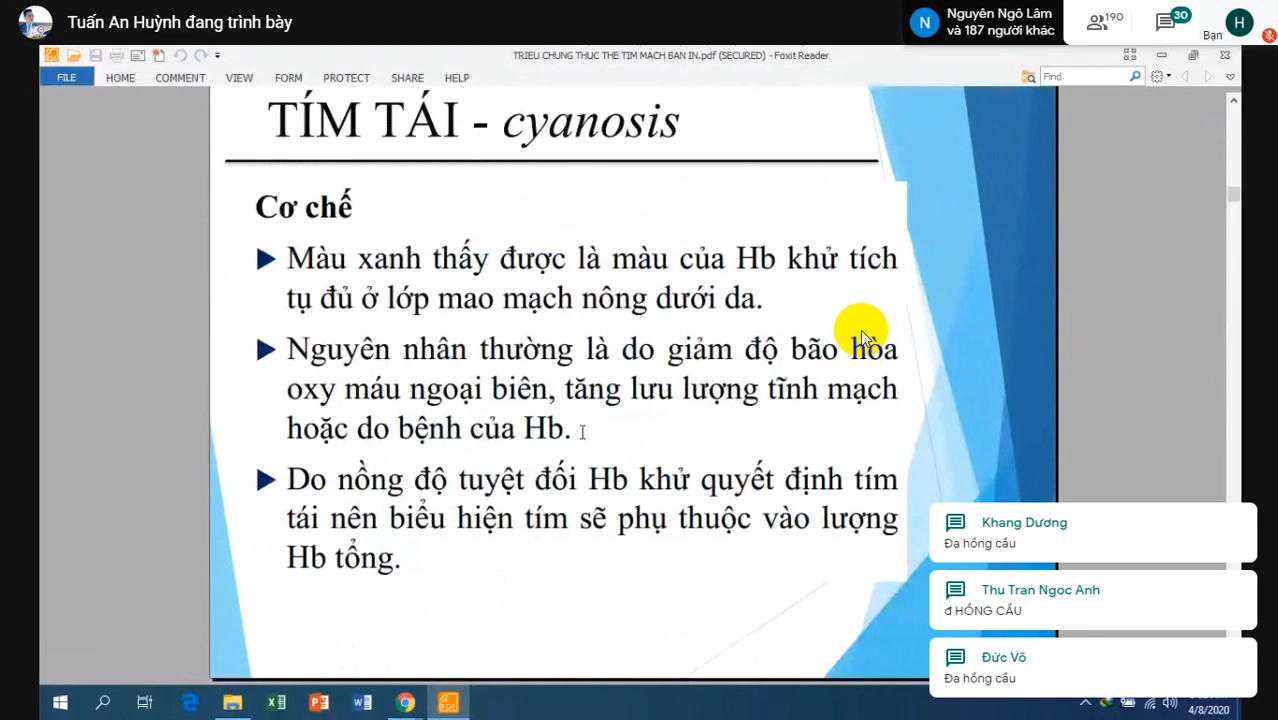 Tuấn An Huỳnh đang trình bày
N
Nguyên Ngô Lâm
và 187 người khác
190
30
H
Bạn
TRIEU CHUNG THUC THE TIM MACH BAN IN.pdf (SECURED) - Foxit Reader
FILE HOME COMMENT VIEW FORM PROTECT SHARE HELP
Find
TÍM TÁI - cyanosis
Cơ chế
Màu xanh thấy được là màu của Hb khử tích
tụ đủ ở lớp mao mạch nông dưới da.
Nguyên nhân thường là do giảm độ bão hòa
oxy máu ngoại biên, tăng lưu lượng tĩnh mạch
hoặc do bệnh của Hb.
Do nồng độ tuyệt đối Hb khử quyết định tím
tái nên biểu hiện tím sẽ phụ thuộc vào lượng
Hb tổng.
Khang Dương
Đa hồng cầu
Thu Tran Ngoc Anh
đ HỒNG CẦU
Đức Võ
Đa hồng cầu
4/8/2020